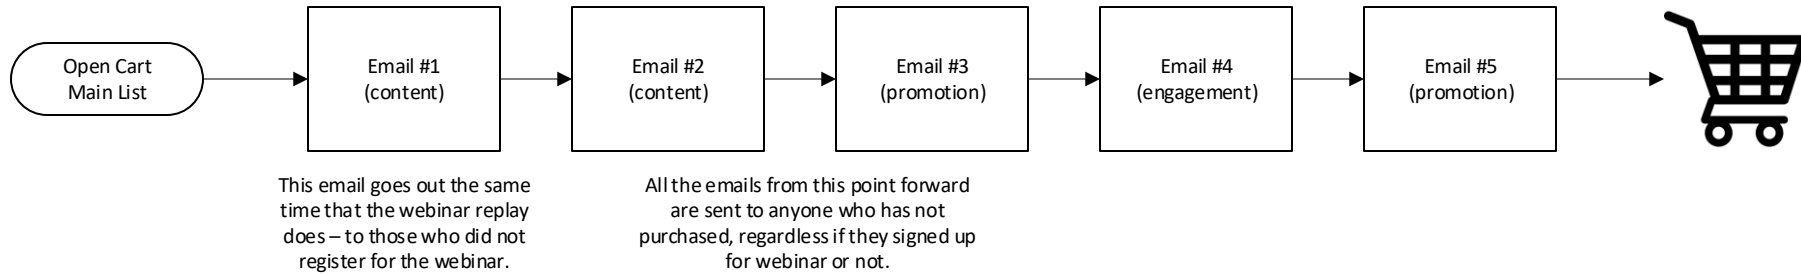 Open Cart
Main List
Email #1
(content)
Email #2
(content)
Email #3
(promotion)
Email #4
(engagement)
Email #5
(promotion)
This email goes out the same
time that the webinar replay
does – to those who did not
register for the webinar.
All the emails from this point forward
are sent to anyone who has not
purchased, regardless if they signed up
for webinar or not.